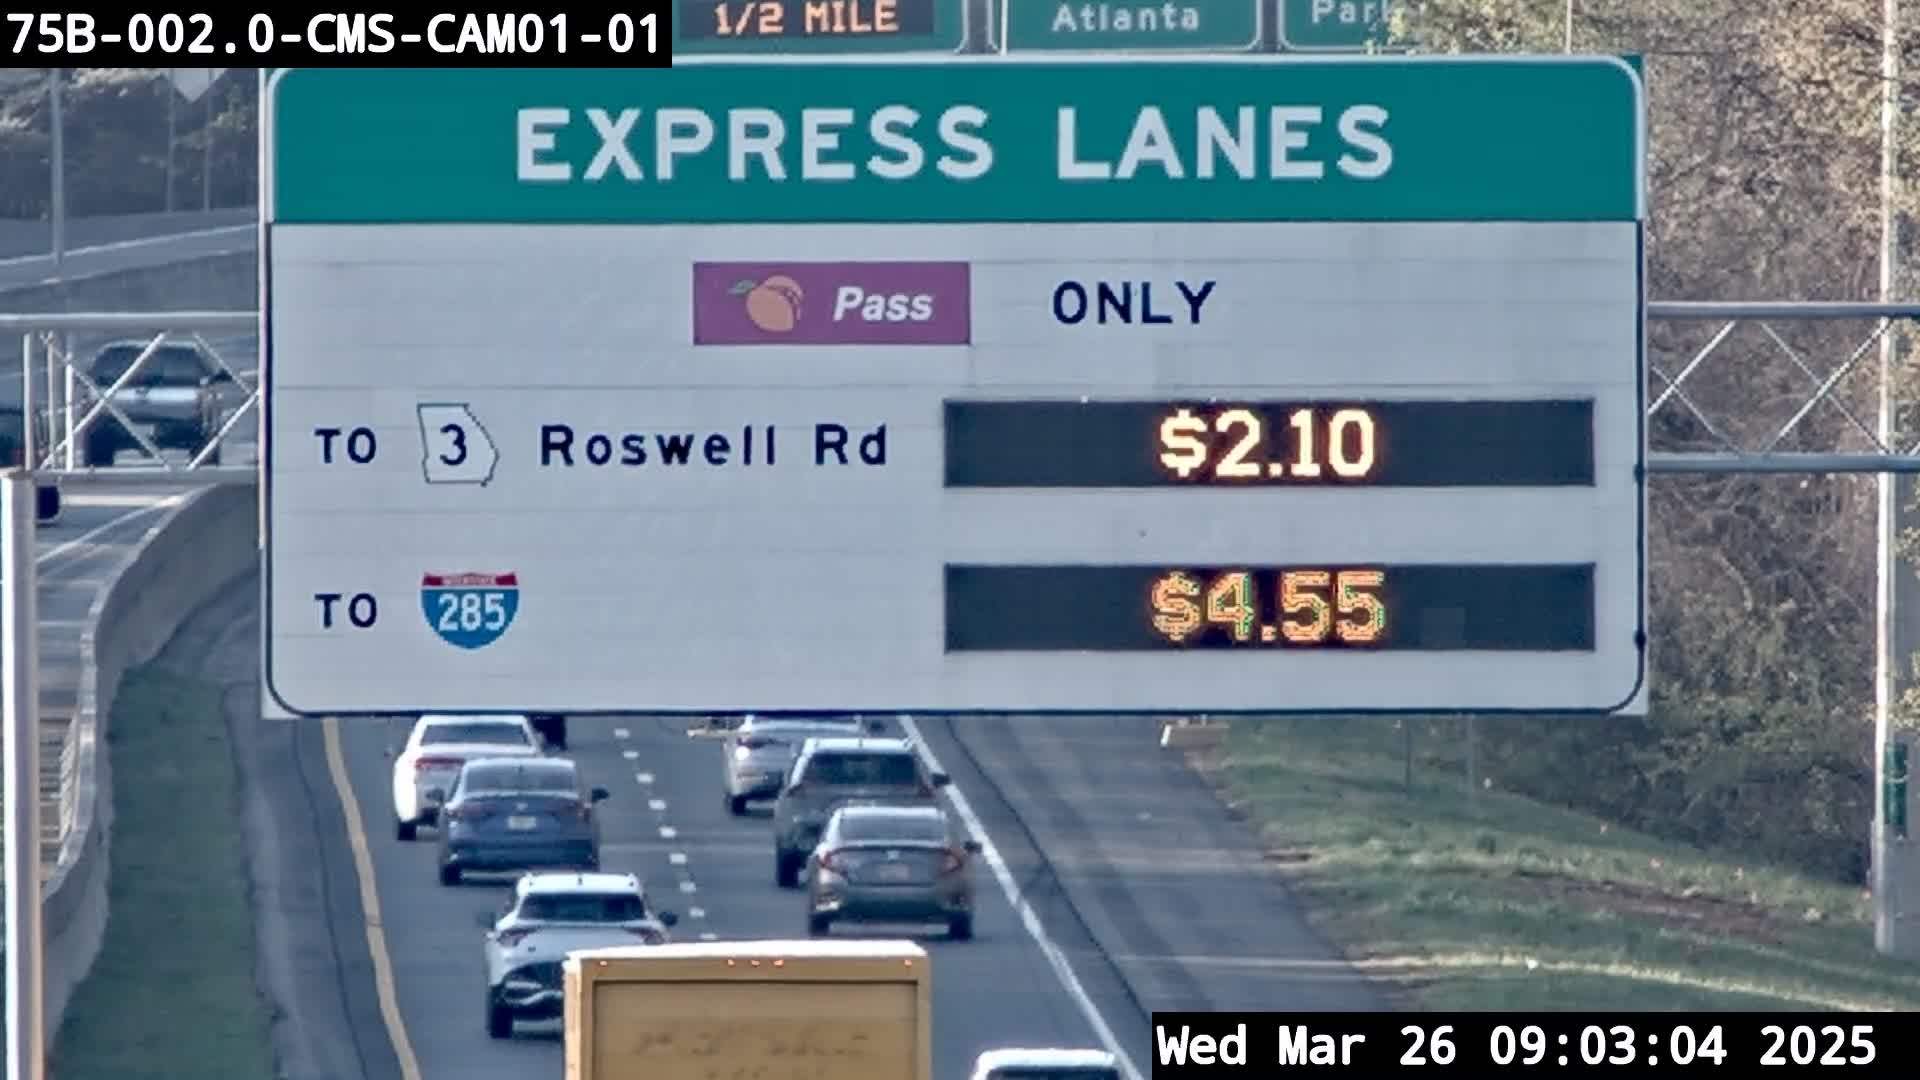 75B-002.0-CMS-CAM01-01
1/2 MILE
Atlanta
EXPRESS LANES
Pass ONLY
TO 3 Roswell Rd $2.10
INTERSTATE
TO 285 $4.55
Wed Mar 26 09:03:04 2025